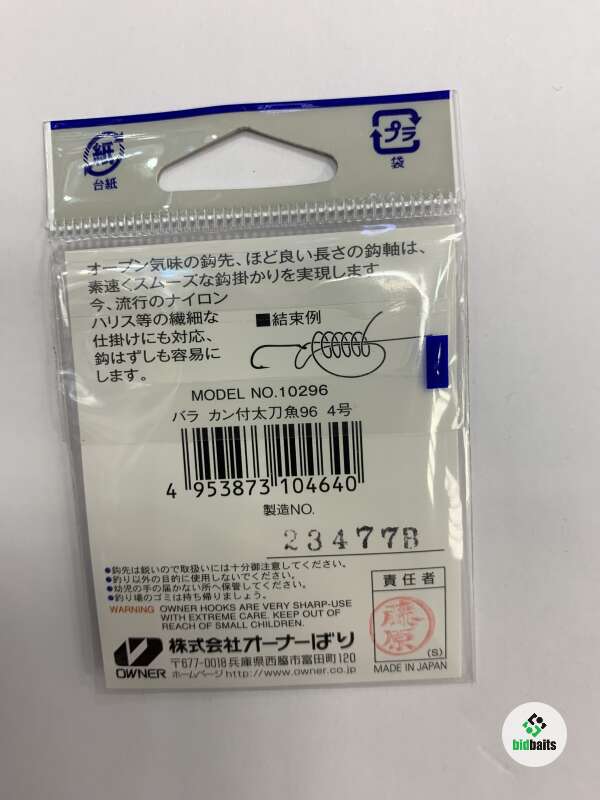 紙
台紙
プラ
袋
オープン気味の鈎先、ほど良い長さの鈎軸は、
素速くスムーズな鈎掛かりを実現します。
今、流行のナイロン
ハリス等の繊細な
仕掛けにも対応、
鈎はずしも容易に
します。
■結束例
MODEL NO.10296
バラ カン付太刀魚96 4号
4 953873 104640
製造NO.
23477B
●鈎先は鋭いので取扱いには十分御注意してください。
●釣り以外の目的に使用しないでください。
●幼児の手の届かない所へ保管してください。
●釣り場のゴミは持ち帰りましょう。
WARNING OWNER HOOKS ARE VERY SHARP-USE
WITH EXTREME CARE. KEEP OUT OF
REACH OF SMALL CHILDREN.
責任者
藤原
(S)
MADE IN JAPAN
OWNER
株式会社オーナーばり
〒677-0018 兵庫県西脇市富田町120
ホームページ http://www.owner.co.jp
bidbaits